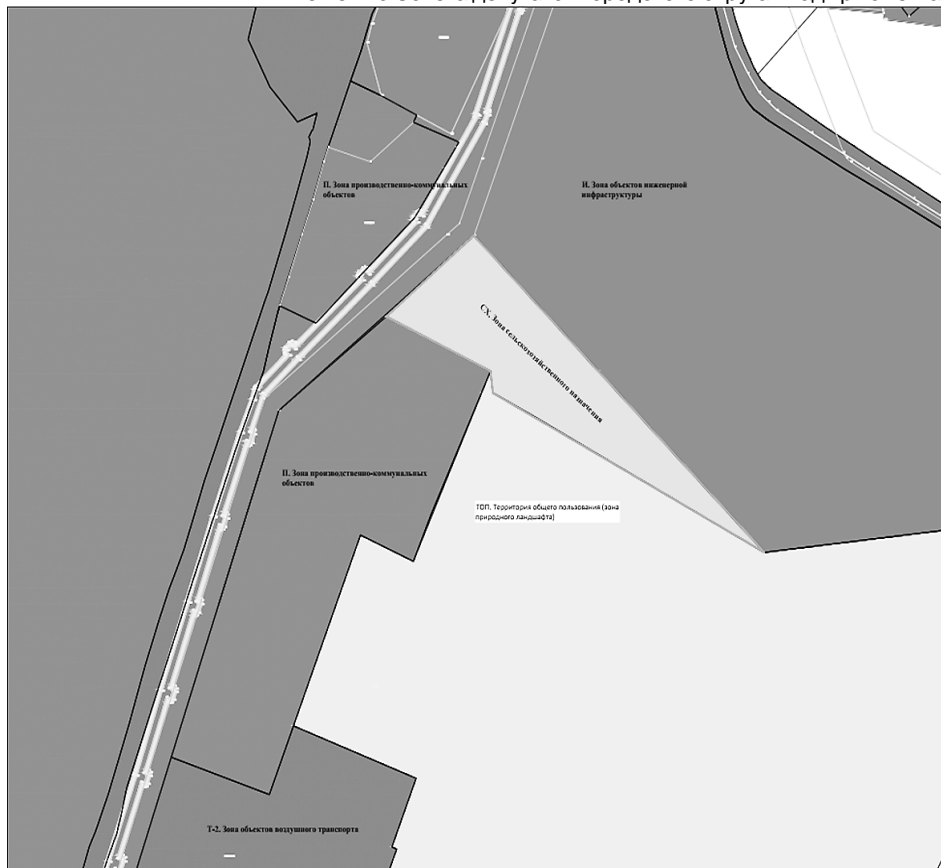 П. Зона производственно-коммунальных
объектов
И. Зона объектов инженерной
инфраструктуры
СХ. Зона сельскохозяйственного назначения
П. Зона производственно-коммунальных
объектов
ТОП. Территория общего пользования (зона
природного ландшафта)
Т-2. Зона объектов воздушного транспорта